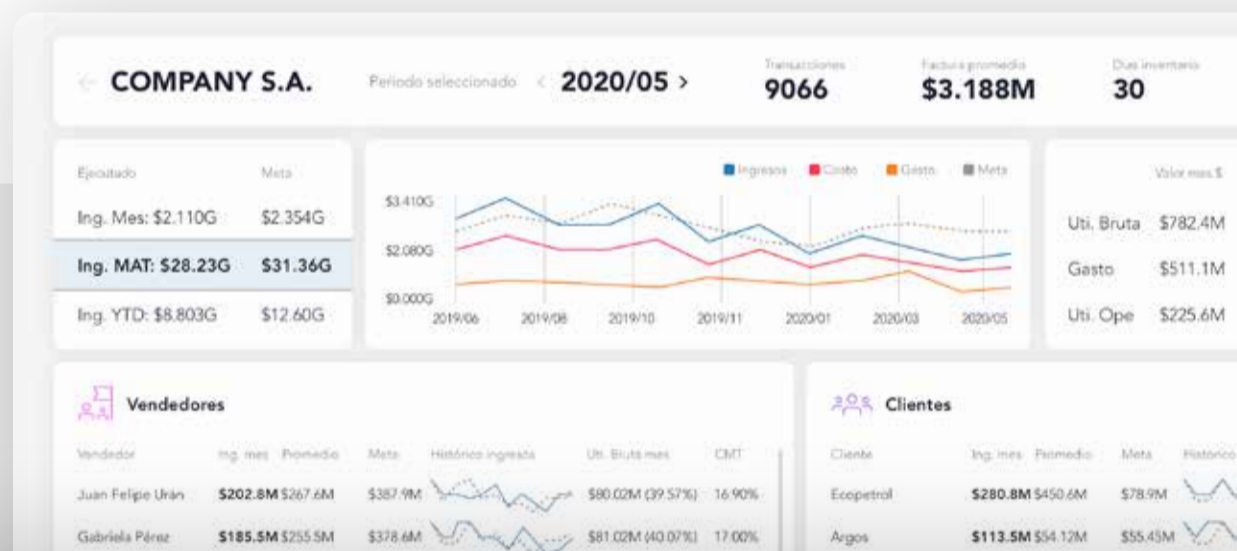 COMPANY S.A.
Periodo seleccionado < 2020/05 >
Transacciones
9066
Factura promedio
$3.188M
Dias inventario
30
Ejecutado Meta
Ing. Mes: $2.110G $2.354G
Ing. MAT: $28.23G $31.36G
Ing. YTD: $8.803G $12.60G
Ingresos Costo Gasto Meta
$3.410G
$2.080G
$0.000G
2019/06 2019/08 2019/10 2019/11 2020/01 2020/03 2020/05
Valor mes $
Uti. Bruta $782.4M
Gasto $511.1M
Uti. Ope $225.6M
Vendedores
Vendedor Ing. mes Promedio Meta Histórico ingresos Uti. Bruta mes CMT
Juan Felipe Urán $202.8M $267.6M $387.9M $80.02M (39.57%) 16.90%
Gabriela Pérez $185.5M $255.5M $378.6M $81.02M (40.07%) 17.00%
Clientes
Cliente Ing. mes Promedio Meta Histórico
Ecopetrol $280.8M $450.6M $78.9M
Argos $113.5M $54.12M $55.45M